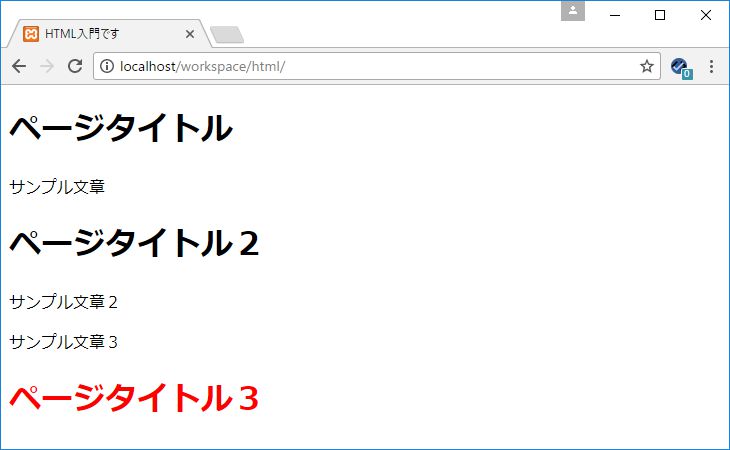 HTML入門です
localhost/workspace/html/
0
ページタイトル
サンプル文章
ページタイトル２
サンプル文章２
サンプル文章３
ページタイトル３